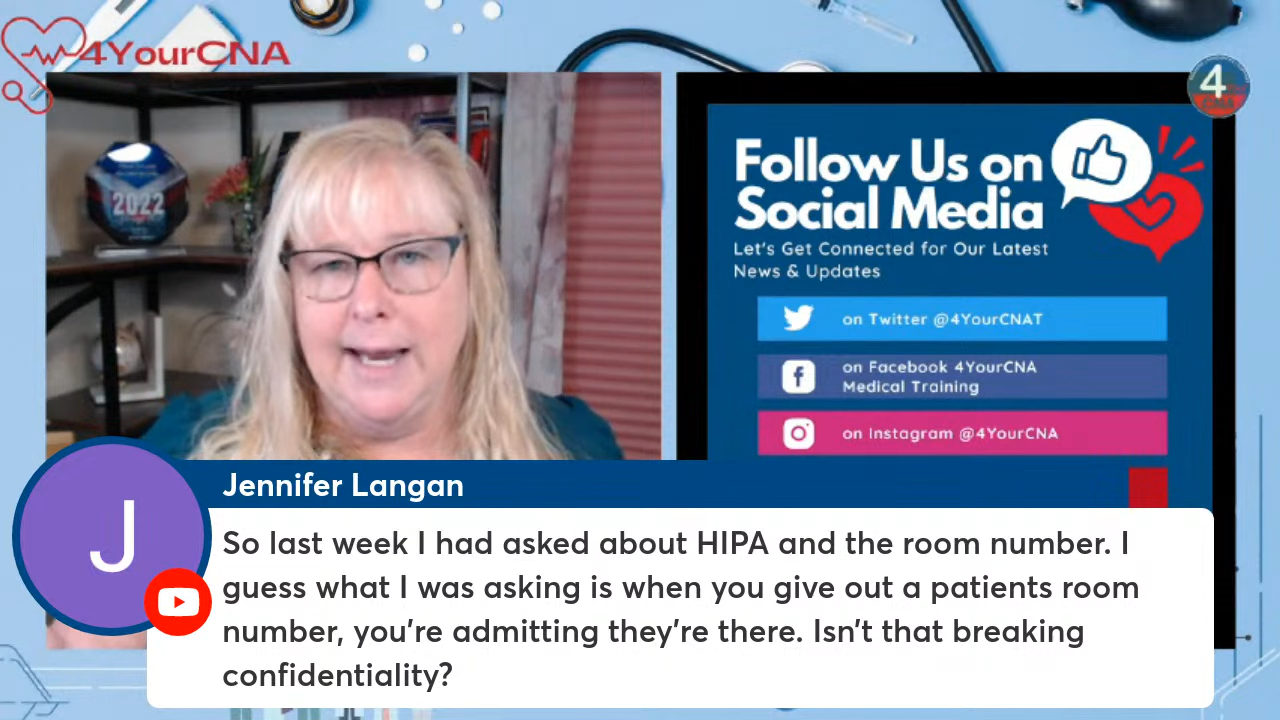 4YourCNA
2022
4
CNA
Follow Us on
Social Media
Let's Get Connected for Our Latest
News & Updates
on Twitter @4YourCNAT
on Facebook 4YourCNA
Medical Training
on Instagram @4YourCNA
J
Jennifer Langan
So last week I had asked about HIPA and the room number. I
guess what I was asking is when you give out a patients room
number, you're admitting they're there. Isn't that breaking
confidentiality?